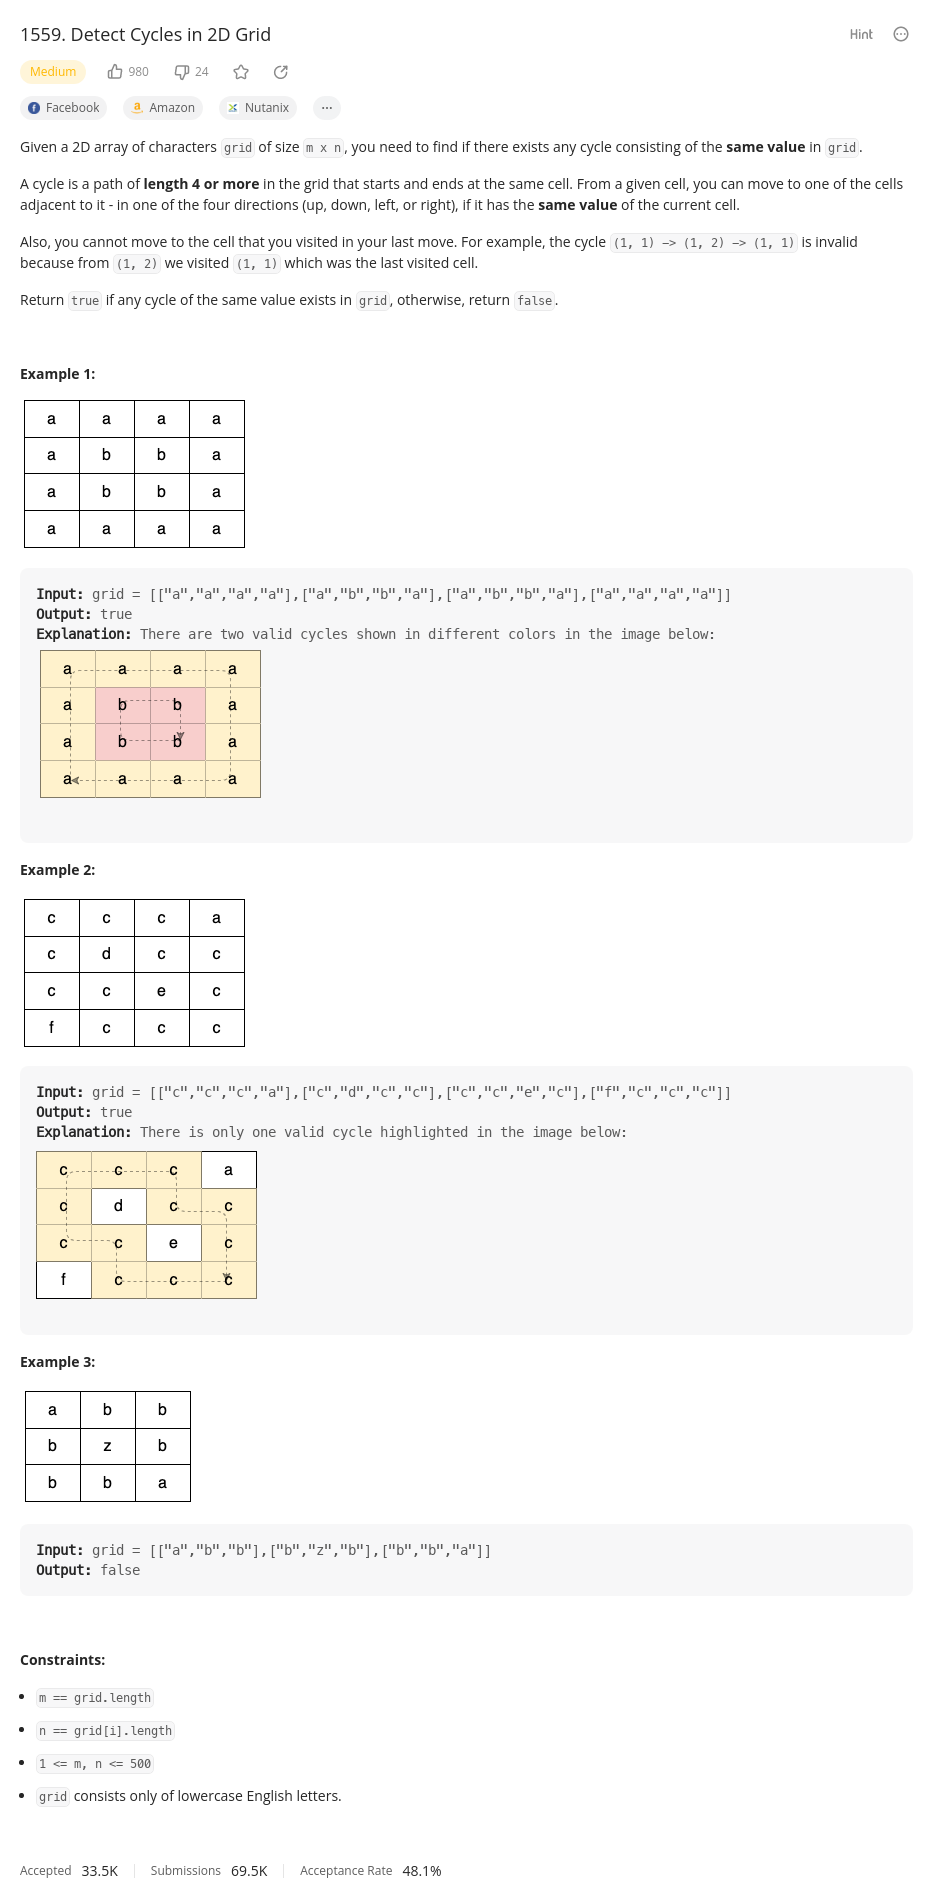 1559. Detect Cycles in 2D Grid
Hint
Medium 980 24
Facebook Amazon Nutanix ...
Given a 2D array of characters grid of size m x n, you need to find if there exists any cycle consisting of the same value in grid.
A cycle is a path of length 4 or more in the grid that starts and ends at the same cell. From a given cell, you can move to one of the cells
adjacent to it - in one of the four directions (up, down, left, or right), if it has the same value of the current cell.
Also, you cannot move to the cell that you visited in your last move. For example, the cycle (1, 1) -> (1, 2) -> (1, 1) is invalid
because from (1, 2) we visited (1, 1) which was the last visited cell.
Return true if any cycle of the same value exists in grid, otherwise, return false.
Example 1:
a a a a
a b b a
a b b a
a a a a
Input: grid = [["a","a","a","a"],["a","b","b","a"],["a","b","b","a"],["a","a","a","a"]]
Output: true
Explanation: There are two valid cycles shown in different colors in the image below:
a a a a
a b b a
a b b a
a a a a
Example 2:
c c c a
c d c c
c c e c
f c c c
Input: grid = [["c","c","c","a"],["c","d","c","c"],["c","c","e","c"],["f","c","c","c"]]
Output: true
Explanation: There is only one valid cycle highlighted in the image below:
c c c a
c d c c
c c e c
f c c c
Example 3:
a b b
b z b
b b a
Input: grid = [["a","b","b"],["b","z","b"],["b","b","a"]]
Output: false
Constraints:
m == grid.length
n == grid[i].length
1 <= m, n <= 500
grid consists only of lowercase English letters.
Accepted 33.5K Submissions 69.5K Acceptance Rate 48.1%